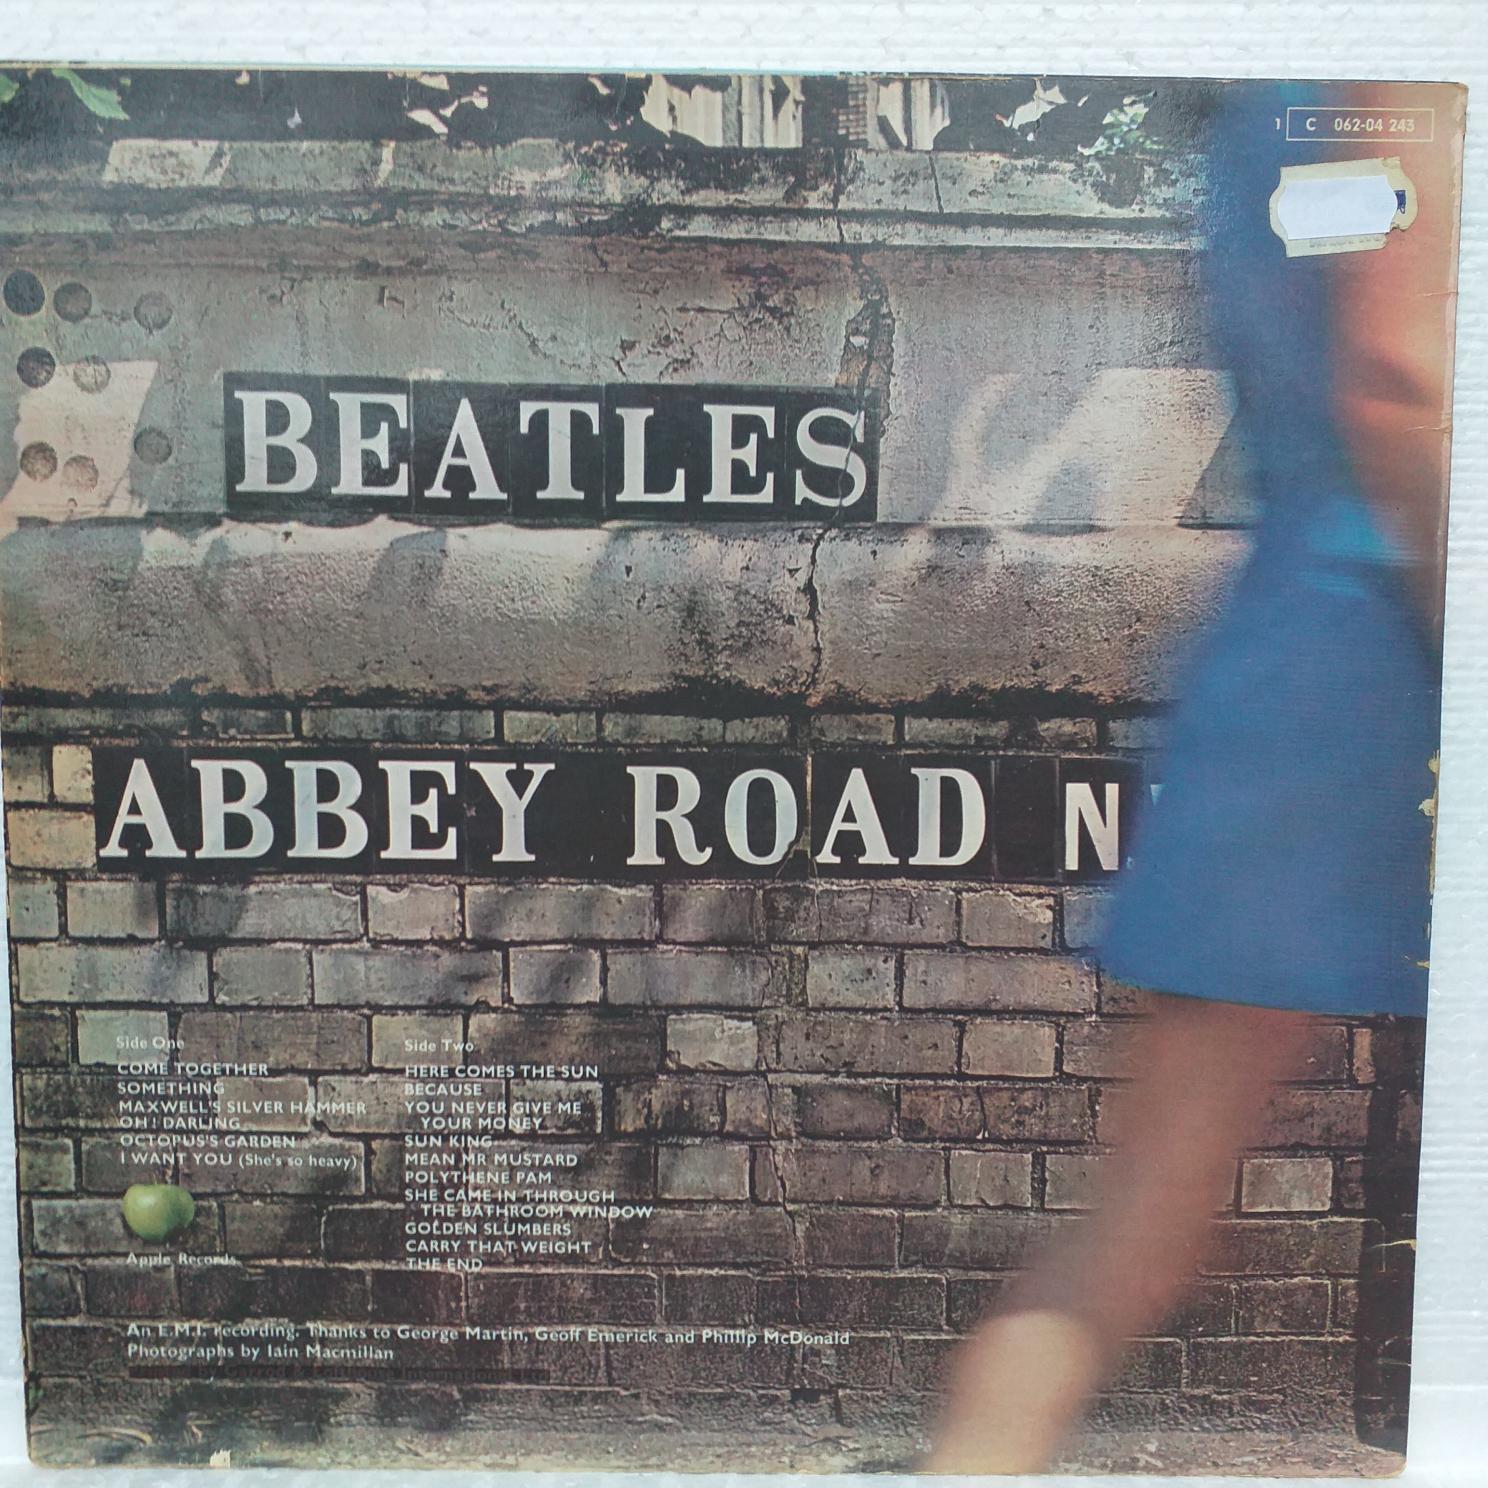 1 C 062-04 243
BEATLES
ABBEY ROAD N
Side One
COME TOGETHER
SOMETHING
MAXWELL'S SILVER HAMMER
OH! DARLING
OCTOPUS'S GARDEN
I WANT YOU (She's so heavy)
Apple Records
Side Two
HERE COMES THE SUN
BECAUSE
YOU NEVER GIVE ME
YOUR MONEY
SUN KING
MEAN MR MUSTARD
POLYTHENE PAM
SHE CAME IN THROUGH
THE BATHROOM WINDOW
GOLDEN SLUMBERS
CARRY THAT WEIGHT
THE END
An E.M.I. recording. Thanks to George Martin, Geoff Emerick and Phillip McDonald
Photographs by Iain Macmillan